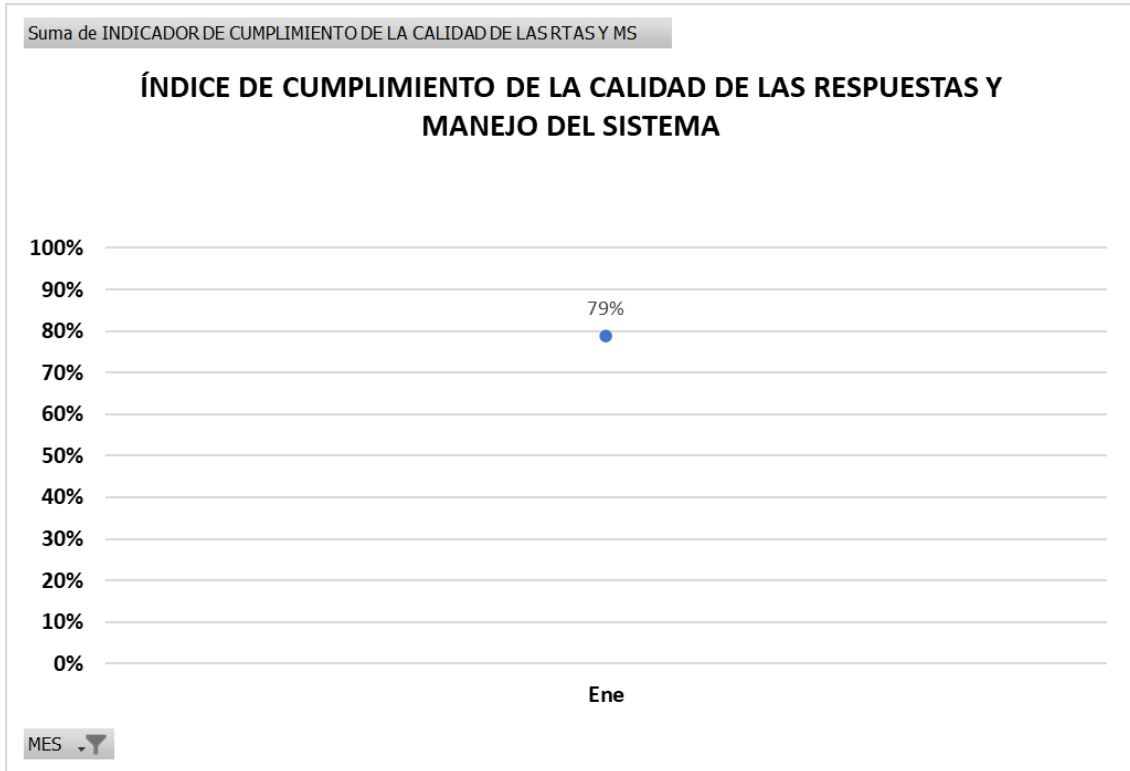 Suma de INDICADOR DE CUMPLIMIENTO DE LA CALIDAD DE LAS RTAS Y MS
ÍNDICE DE CUMPLIMIENTO DE LA CALIDAD DE LAS RESPUESTAS Y
MANEJO DEL SISTEMA
100%
90%
79%
80%
70%
60%
50%
40%
30%
20%
10%
0%
Ene
MES